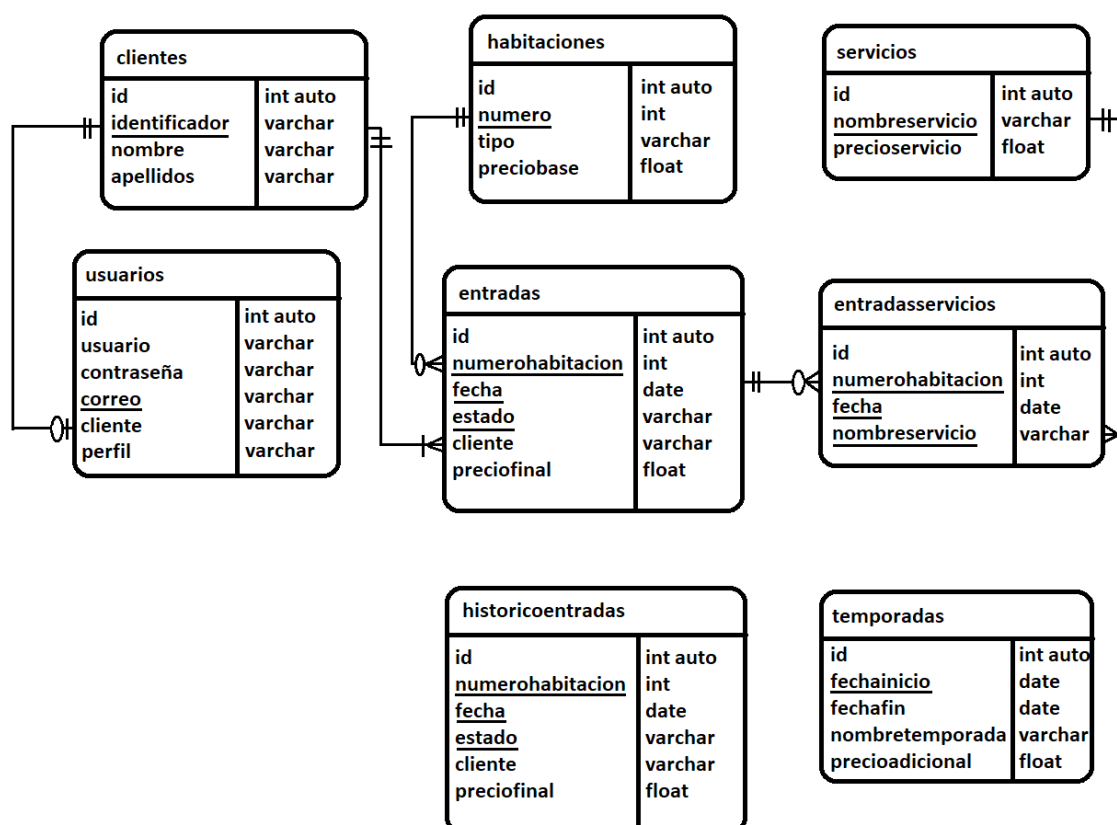 clientes
id int auto
identificador varchar
nombre varchar
apellidos varchar
habitaciones
id int auto
numero int
tipo varchar
preciobase float
servicios
id int auto
nombreservicio varchar
precioservicio float
usuarios
id int auto
usuario varchar
contraseña varchar
correo varchar
cliente varchar
perfil varchar
entradas
id int auto
numerohabitacion int
fecha date
estado varchar
cliente varchar
preciofinal float
entradasservicios
id int auto
numerohabitacion int
fecha date
nombreservicio varchar
historicoentradas
id int auto
numerohabitacion int
fecha date
estado varchar
cliente varchar
preciofinal float
temporadas
id int auto
fechainicio date
fechafin date
nombretemporada varchar
precioadicional float